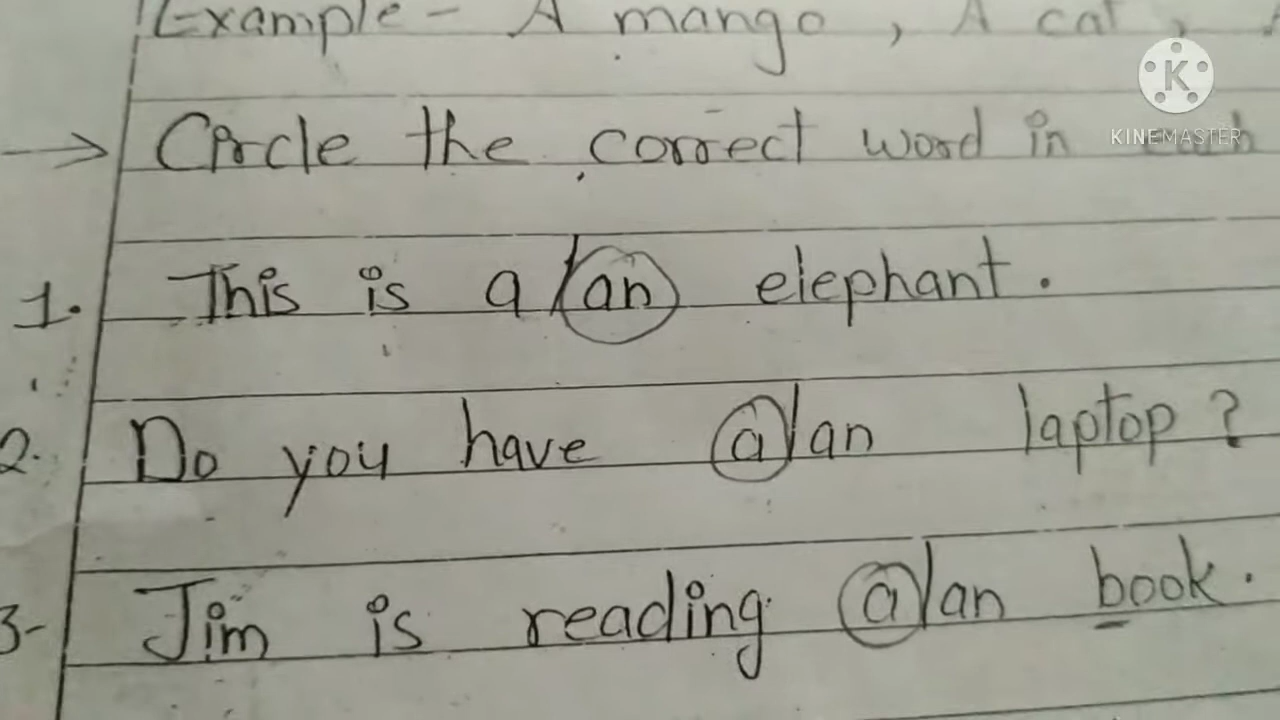 Example - A mango, A cat,
KINEMASTER
→ Circle the correct word in each
1. This is a/an elephant.
2. Do you have a/an laptop?
3- Jim is reading a/an book.